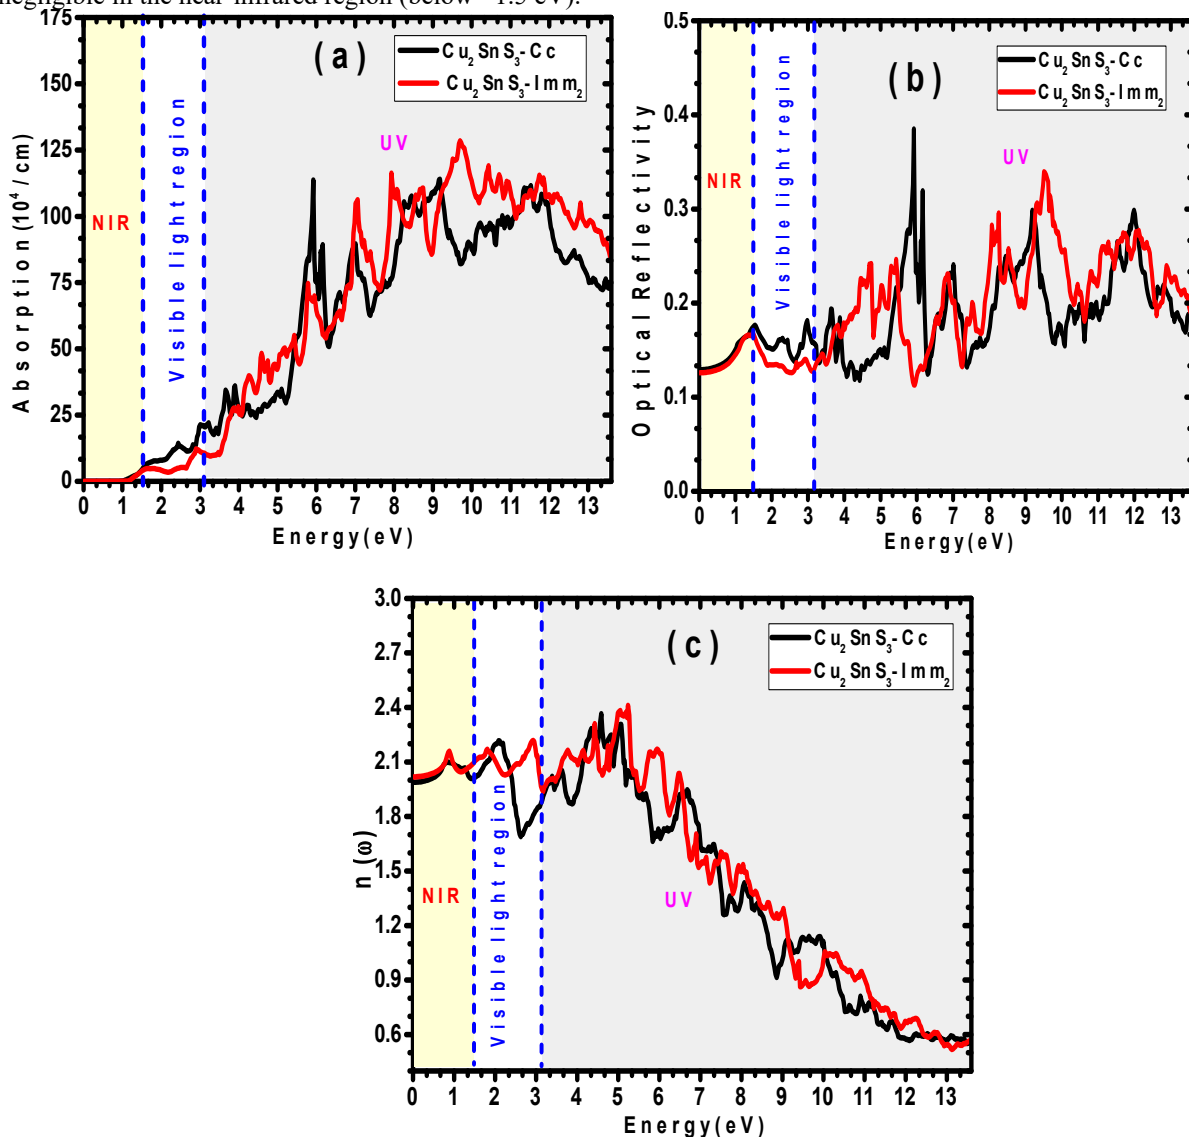 negligible in the near-infrared region (below ~1.5 eV).
175
150
125
100
75
50
25
0
Absorption (10⁴ / cm)
(a)
Cu₂SnS₃-Cc
Cu₂SnS₃-Imm₂
NIR
Visible light region
UV
0 1 2 3 4 5 6 7 8 9 10 11 12 13
Energy(eV)
0.5
0.4
0.3
0.2
0.1
0.0
Optical Reflectivity
(b)
Cu₂SnS₃-Cc
Cu₂SnS₃-Imm₂
NIR
Visible light region
UV
0 1 2 3 4 5 6 7 8 9 10 11 12 13
Energy(eV)
3.0
2.7
2.4
2.1
1.8
1.5
1.2
0.9
0.6
n(ω)
(c)
Cu₂SnS₃-Cc
Cu₂SnS₃-Imm₂
NIR
Visible light region
UV
0 1 2 3 4 5 6 7 8 9 10 11 12 13
Energy(eV)